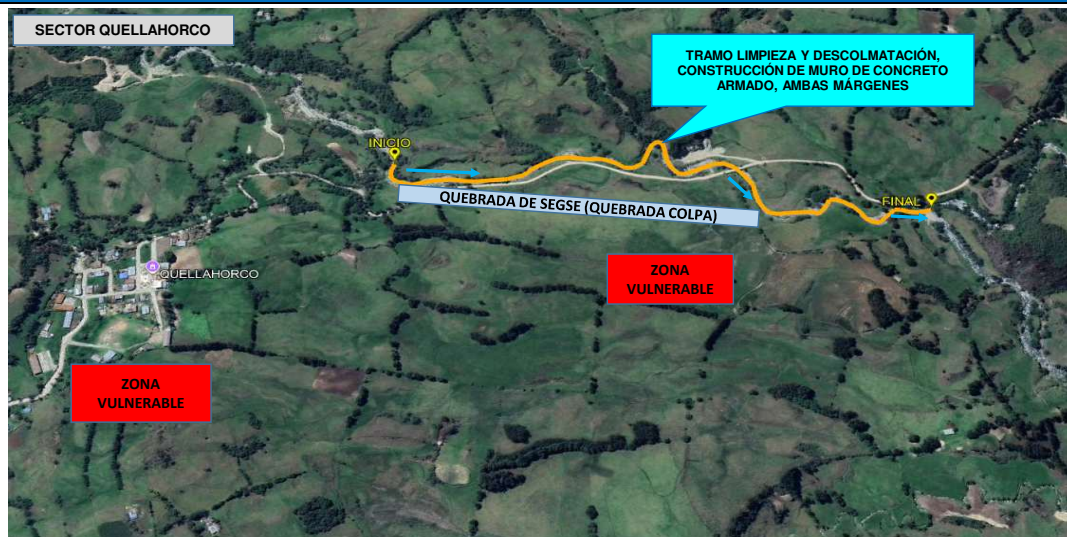 SECTOR QUELLAHORCO
TRAMO LIMPIEZA Y DESCOLMATACIÓN,
CONSTRUCCIÓN DE MURO DE CONCRETO
ARMADO, AMBAS MÁRGENES
INICIO
QUEBRADA DE SEGSE (QUEBRADA COLPA)
FINAL
QUELLAHORCO
ZONA
VULNERABLE
ZONA
VULNERABLE